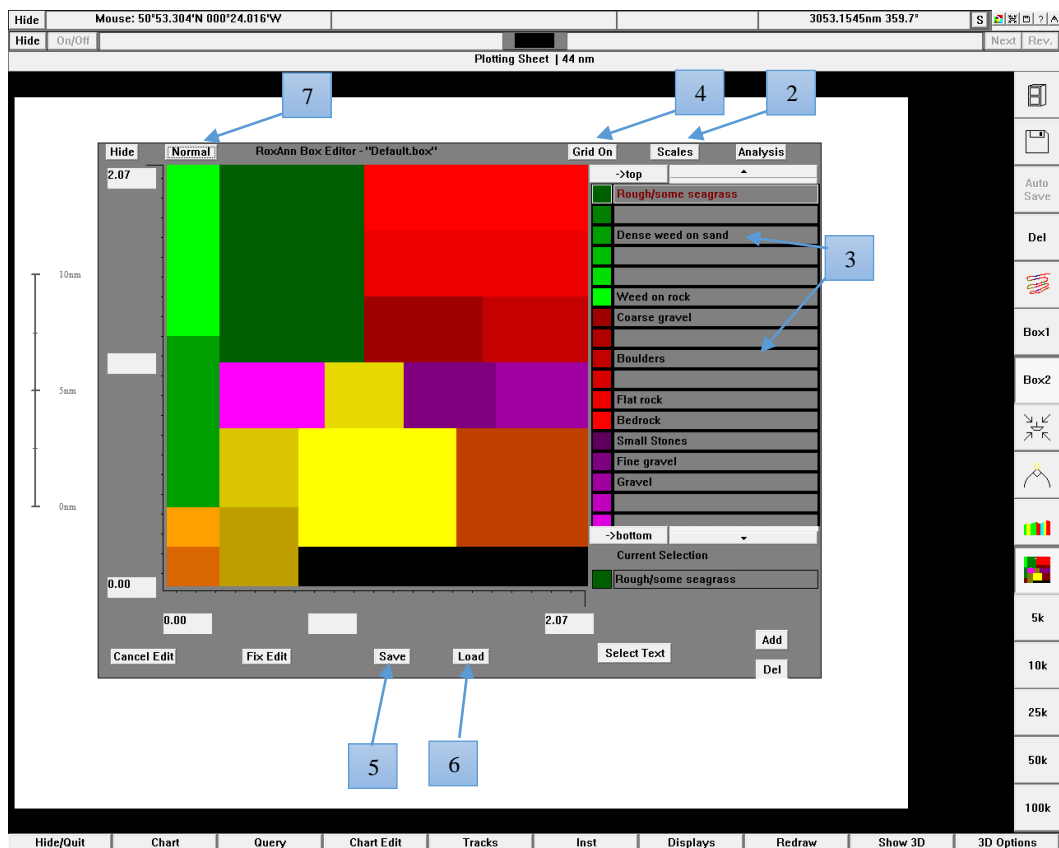 Hide Mouse: 50°53.304'N 000°24.016'W 3053.1545nm 359.7° S ?
Hide On/Off Next Rev.
Plotting Sheet | 44 nm
7
4
2
Hide Normal RoxAnn Box Editor - "Default.box" Grid On Scales Analysis
2.07
->top
Rough/some seagrass
Dense weed on sand
3
Weed on rock
Coarse gravel
Boulders
Flat rock
Bedrock
Small Stones
Fine gravel
Gravel
->bottom
Current Selection
Rough/some seagrass
0.00
0.00 2.07
Cancel Edit Fix Edit Save Load Select Text Add
Del
5
6
10nm
5nm
0nm
Auto
Save
Del
Box1
Box2
5k
10k
25k
50k
100k
Hide/Quit Chart Query Chart Edit Tracks Inst Displays Redraw Show 3D 3D Options